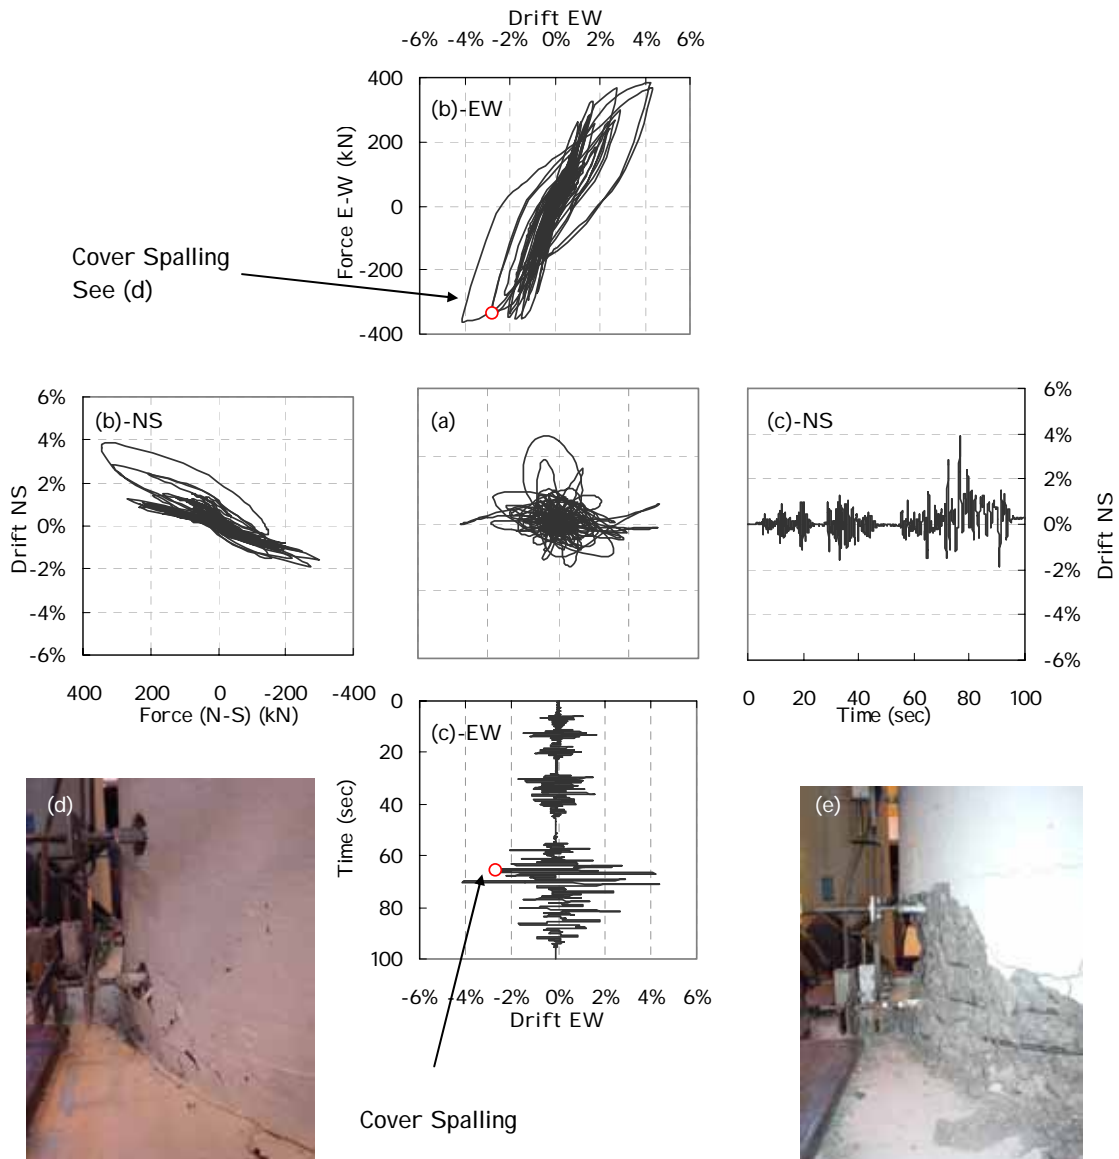 Drift EW
-6% -4% -2% 0% 2% 4% 6%
400
200
0
-200
-400
Force E-W (kN)
(b)-EW
Cover Spalling
See (d)
6%
4%
2%
0%
-2%
-4%
-6%
Drift NS
(b)-NS
400 200 0 -200 -400
Force (N-S) (kN)
(a)
(c)-NS
6%
4%
2%
0%
-2%
-4%
-6%
Drift NS
0 20 40 60 80 100
Time (sec)
0
20
40
60
80
100
Time (sec)
(c)-EW
-6% -4% -2% 0% 2% 4% 6%
Drift EW
(d)
(e)
Cover Spalling